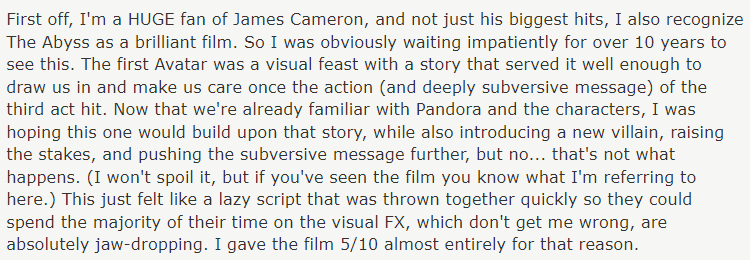 First off, I'm a HUGE fan of James Cameron, and not just his biggest hits, I also recognize
The Abyss as a brilliant film. So I was obviously waiting impatiently for over 10 years to
see this. The first Avatar was a visual feast with a story that served it well enough to
draw us in and make us care once the action (and deeply subversive message) of the
third act hit. Now that we're already familiar with Pandora and the characters, I was
hoping this one would build upon that story, while also introducing a new villain, raising
the stakes, and pushing the subversive message further, but no... that's not what
happens. (I won't spoil it, but if you've seen the film you know what I'm referring to
here.) This just felt like a lazy script that was thrown together quickly so they could
spend the majority of their time on the visual FX, which don't get me wrong, are
absolutely jaw-dropping. I gave the film 5/10 almost entirely for that reason.